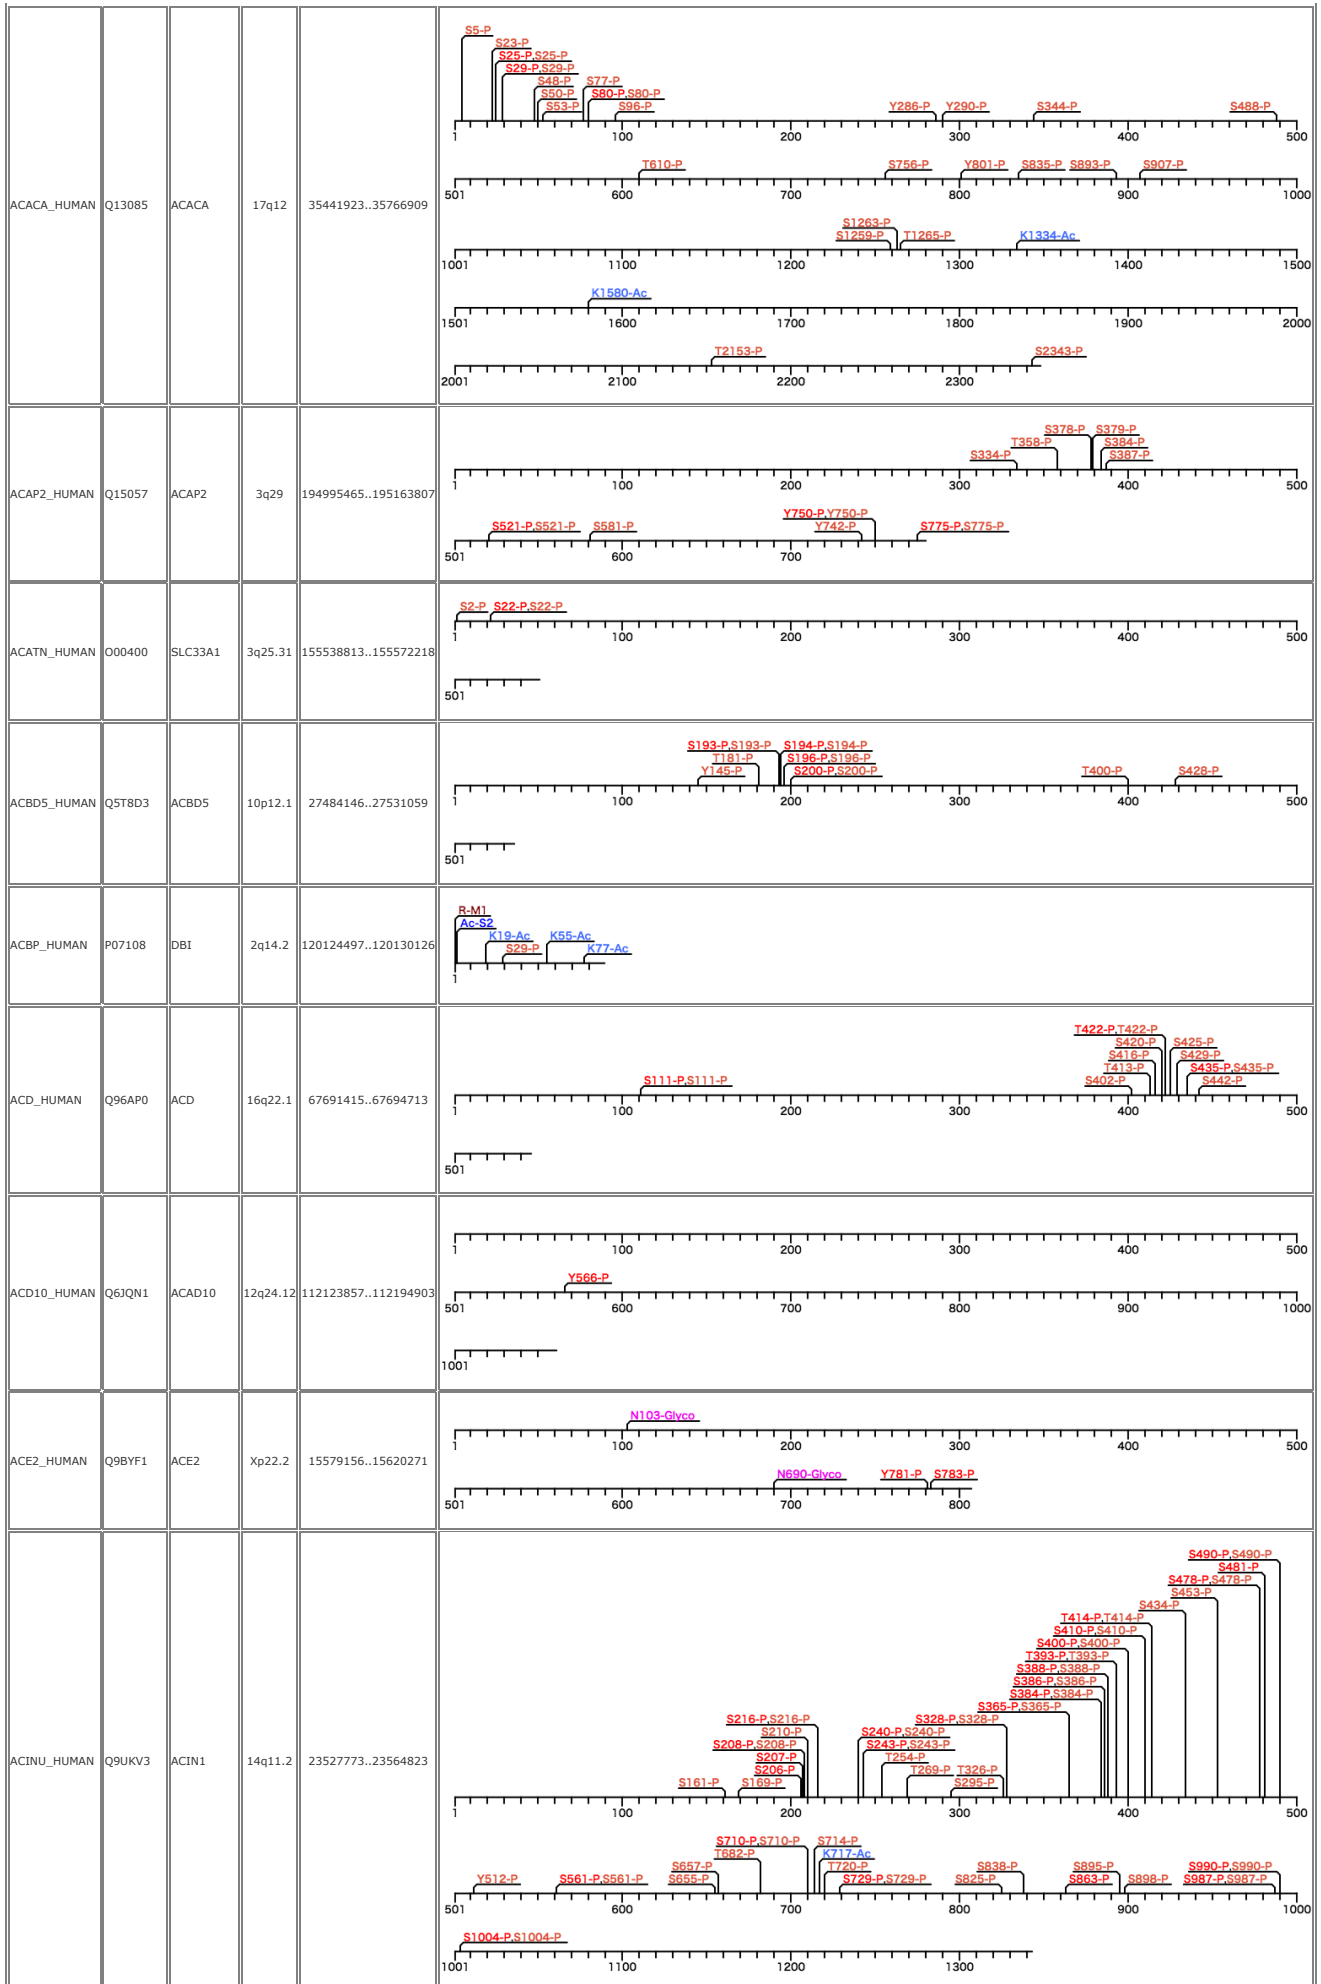 S5-P
S23-P
S25-P,S25-P
S29-P,S29-P
S48-P S77-P
S50-P S80-P,S80-P
S53-P S96-P Y286-P Y290-P S344-P S488-P
1 100 200 300 400 500
T610-P S756-P Y801-P S835-P S893-P S907-P
501 600 700 800 900 1000
ACACA_HUMAN Q13085 ACACA 17q12 35441923..35766909
S1263-P
S1259-P T1265-P K1334-Ac
1001 1100 1200 1300 1400 1500
K1580-Ac
1501 1600 1700 1800 1900 2000
T2153-P S2343-P
2001 2100 2200 2300
S378-P S379-P
T358-P S384-P
S334-P S387-P
1 100 200 300 400 500
ACAP2_HUMAN Q15057 ACAP2 3q29 194995465..195163807
Y750-P,Y750-P
S521-P,S521-P S581-P Y742-P S775-P,S775-P
501 600 700
S2-P S22-P,S22-P
1 100 200 300 400 500
ACATN_HUMAN O00400 SLC33A1 3q25.31 155538813..155572218
501
S193-P,S193-P S194-P,S194-P
T181-P S196-P,S196-P
Y145-P S200-P,S200-P T400-P S428-P
1 100 200 300 400 500
ACBD5_HUMAN Q5T8D3 ACBD5 10p12.1 27484146..27531059
501
R-M1
Ac-S2
K19-Ac K55-Ac
S29-P K77-Ac
ACBP_HUMAN P07108 DBI 2q14.2 120124497..120130126
1
T422-P,T422-P
S420-P S425-P
S416-P S429-P
T413-P S435-P,S435-P
S111-P,S111-P S402-P S442-P
1 100 200 300 400 500
ACD_HUMAN Q96AP0 ACD 16q22.1 67691415..67694713
501
1 100 200 300 400 500
Y566-P
ACD10_HUMAN Q6JQN1 ACAD10 12q24.12 112123857..112194903
501 600 700 800 900 1000
1001
N103-Glyco
1 100 200 300 400 500
ACE2_HUMAN Q9BYF1 ACE2 Xp22.2 15579156..15620271
N690-Glyco Y781-P S783-P
501 600 700 800
S490-P,S490-P
S481-P
S478-P,S478-P
S453-P
S434-P
T414-P,T414-P
S410-P,S410-P
S400-P,S400-P
T393-P,T393-P
S388-P,S388-P
S386-P,S386-P
S384-P,S384-P
S365-P,S365-P
S216-P,S216-P S328-P,S328-P
S210-P S240-P,S240-P
S208-P,S208-P S243-P,S243-P
S207-P T254-P
S206-P T269-P T326-P
S161-P S169-P S295-P
1 100 200 300 400 500
ACINU_HUMAN Q9UKV3 ACIN1 14q11.2 23527773..23564823
S710-P,S710-P S714-P
T682-P K717-Ac
S657-P T720-P S838-P S895-P S990-P,S990-P
Y512-P S561-P,S561-P S655-P S729-P,S729-P S825-P S863-P S898-P S987-P,S987-P
501 600 700 800 900 1000
S1004-P,S1004-P
1001 1100 1200 1300